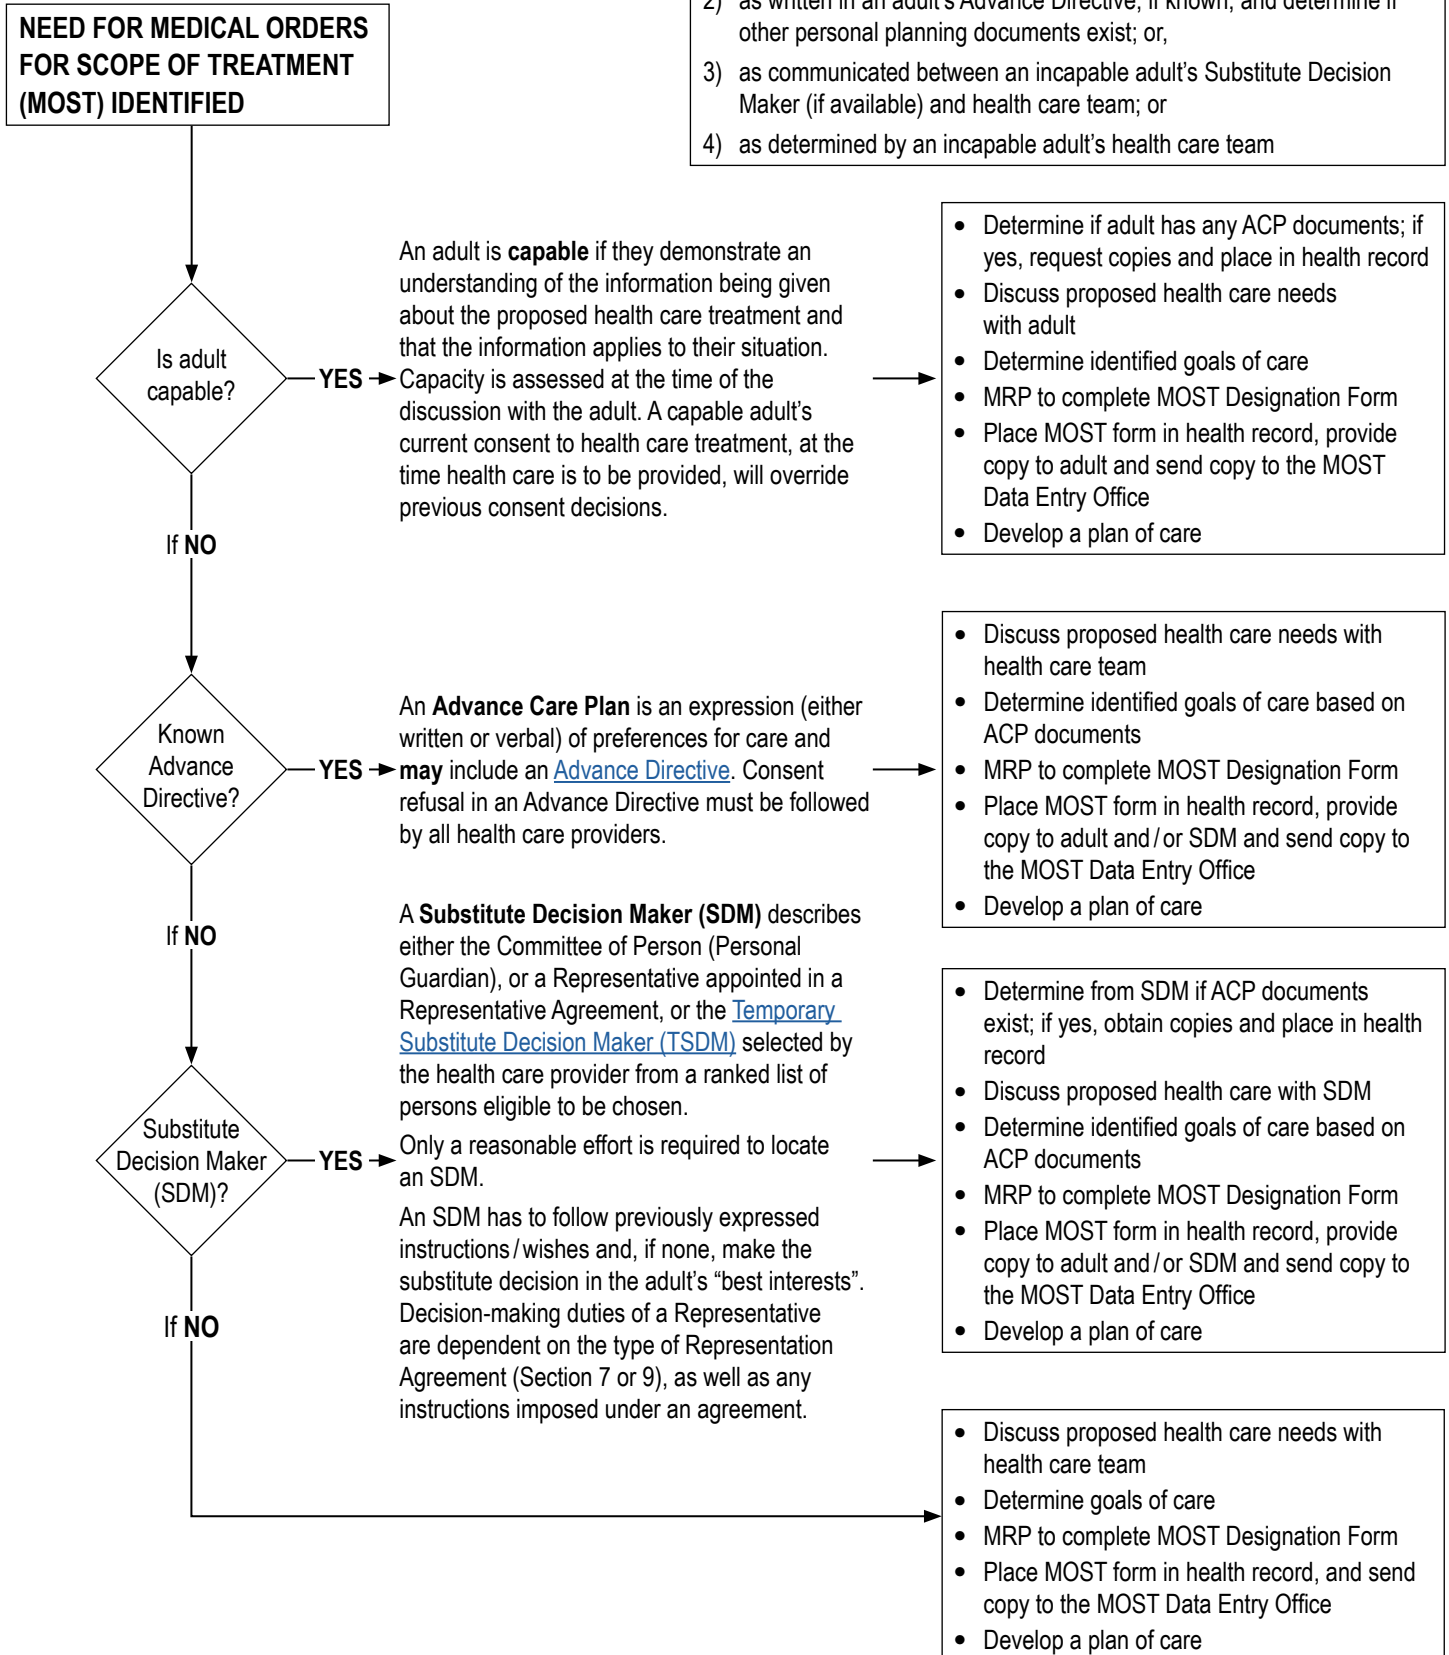 2) as written in an adult's Advance Directive, if known, and determine if
other personal planning documents exist; or,
3) as communicated between an incapable adult's Substitute Decision
Maker (if available) and health care team; or
4) as determined by an incapable adult's health care team
NEED FOR MEDICAL ORDERS
FOR SCOPE OF TREATMENT
(MOST) IDENTIFIED
Is adult
capable?
YES
An adult is capable if they demonstrate an
understanding of the information being given
about the proposed health care treatment and
that the information applies to their situation.
Capacity is assessed at the time of the
discussion with the adult. A capable adult's
current consent to health care treatment, at the
time health care is to be provided, will override
previous consent decisions.
• Determine if adult has any ACP documents; if
yes, request copies and place in health record
• Discuss proposed health care needs
with adult
• Determine identified goals of care
• MRP to complete MOST Designation Form
• Place MOST form in health record, provide
copy to adult and send copy to the MOST
Data Entry Office
• Develop a plan of care
If NO
Known
Advance
Directive?
YES
An Advance Care Plan is an expression (either
written or verbal) of preferences for care and
may include an Advance Directive. Consent
refusal in an Advance Directive must be followed
by all health care providers.
• Discuss proposed health care needs with
health care team
• Determine identified goals of care based on
ACP documents
• MRP to complete MOST Designation Form
• Place MOST form in health record, provide
copy to adult and/or SDM and send copy to
the MOST Data Entry Office
• Develop a plan of care
If NO
Substitute
Decision Maker
(SDM)?
YES
A Substitute Decision Maker (SDM) describes
either the Committee of Person (Personal
Guardian), or a Representative appointed in a
Representative Agreement, or the Temporary
Substitute Decision Maker (TSDM) selected by
the health care provider from a ranked list of
persons eligible to be chosen.
Only a reasonable effort is required to locate
an SDM.
An SDM has to follow previously expressed
instructions/wishes and, if none, make the
substitute decision in the adult's “best interests”.
Decision-making duties of a Representative
are dependent on the type of Representation
Agreement (Section 7 or 9), as well as any
instructions imposed under an agreement.
• Determine from SDM if ACP documents
exist; if yes, obtain copies and place in health
record
• Discuss proposed health care with SDM
• Determine identified goals of care based on
ACP documents
• MRP to complete MOST Designation Form
• Place MOST form in health record, provide
copy to adult and/or SDM and send copy to
the MOST Data Entry Office
• Develop a plan of care
If NO
• Discuss proposed health care needs with
health care team
• Determine goals of care
• MRP to complete MOST Designation Form
• Place MOST form in health record, and send
copy to the MOST Data Entry Office
• Develop a plan of care